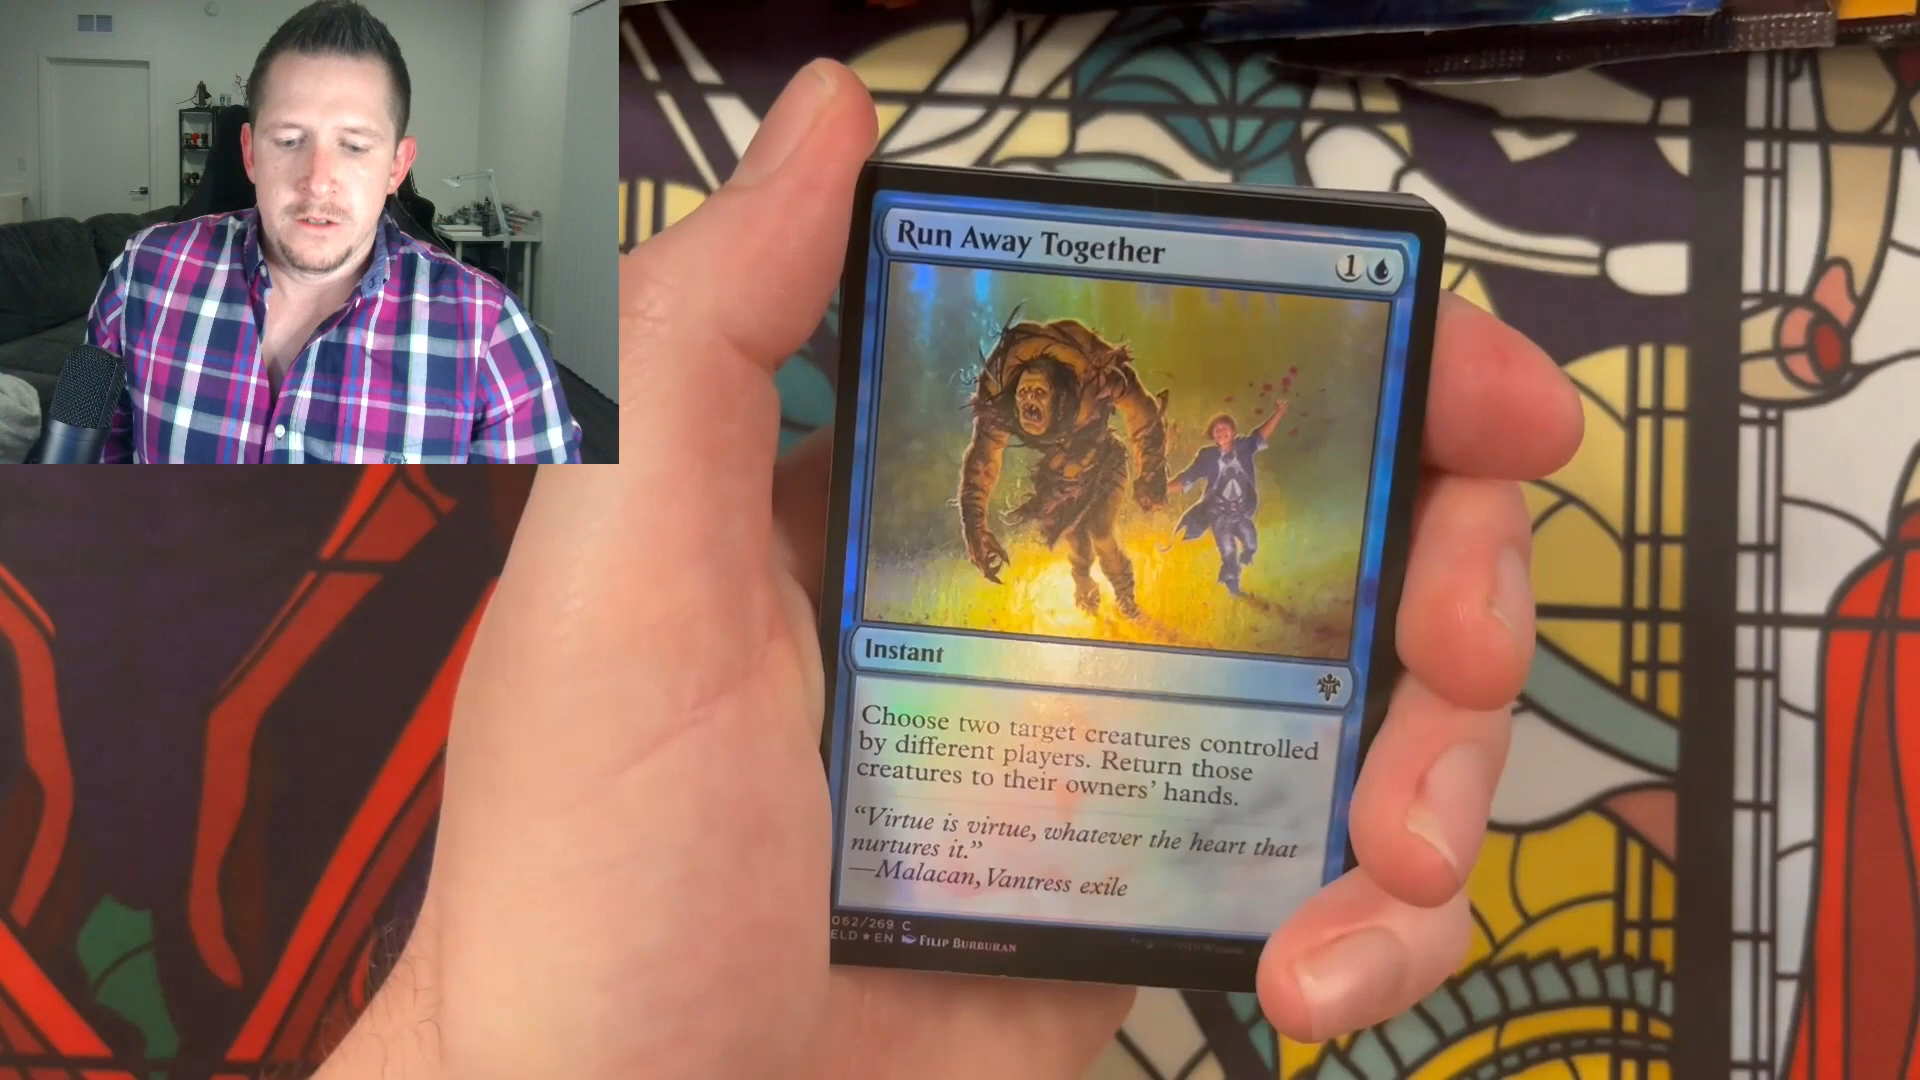 Run Away Together
1
Instant
Choose two target creatures controlled
by different players. Return those
creatures to their owners' hands.
“Virtue is virtue, whatever the heart that
nurtures it.”
—Malacan, Vantress exile
062/269 C
ELD★EN Filip Burburan